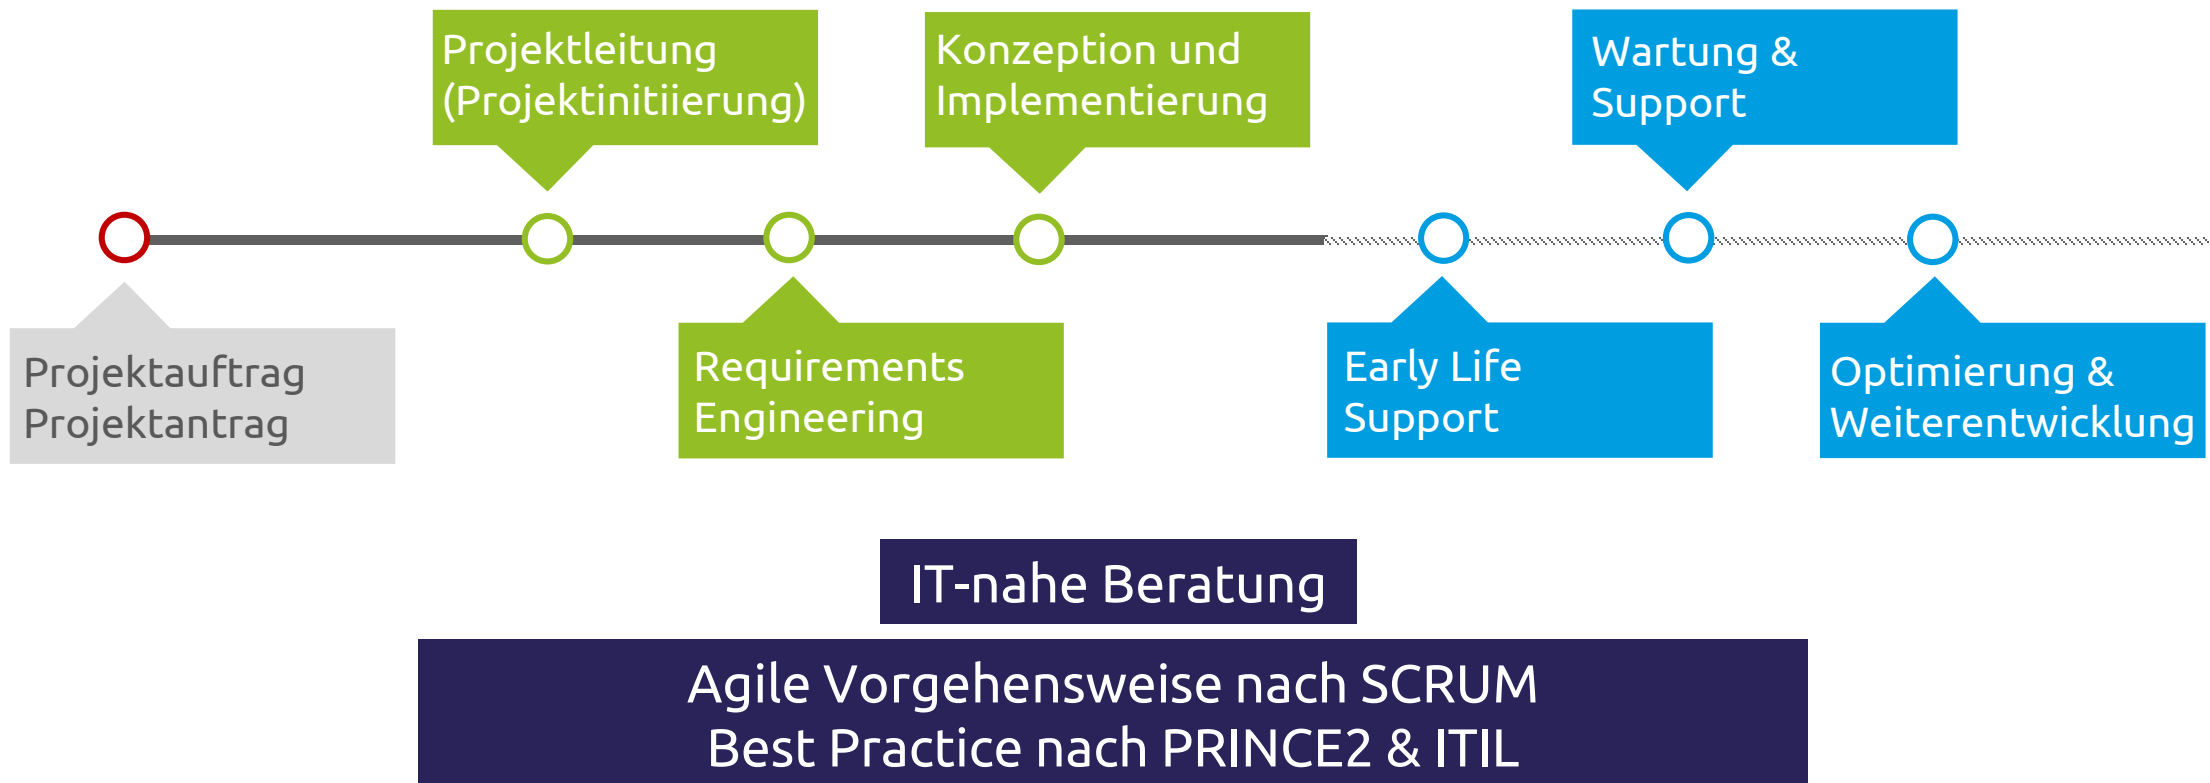 Projektleitung
(Projektinitiierung)
Konzeption und
Implementierung
Wartung &
Support
Projektauftrag
Projektantrag
Requirements
Engineering
Early Life
Support
Optimierung &
Weiterentwicklung
IT-nahe Beratung
Agile Vorgehensweise nach SCRUM
Best Practice nach PRINCE2 & ITIL